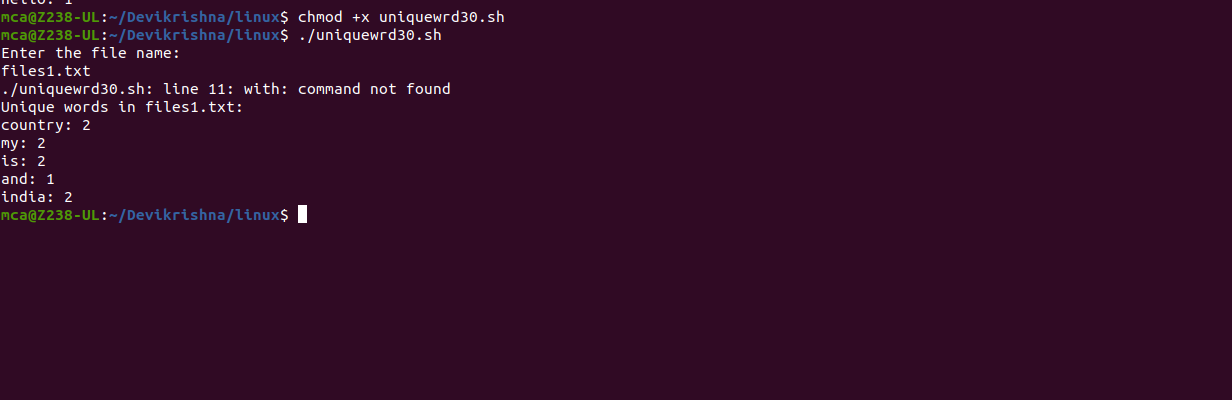 hello: 1
mca@Z238-UL:~/Devikrishna/linux$ chmod +x uniquewrd30.sh
mca@Z238-UL:~/Devikrishna/linux$ ./uniquewrd30.sh
Enter the file name:
files1.txt
./uniquewrd30.sh: line 11: with: command not found
Unique words in files1.txt:
country: 2
my: 2
is: 2
and: 1
india: 2
mca@Z238-UL:~/Devikrishna/linux$